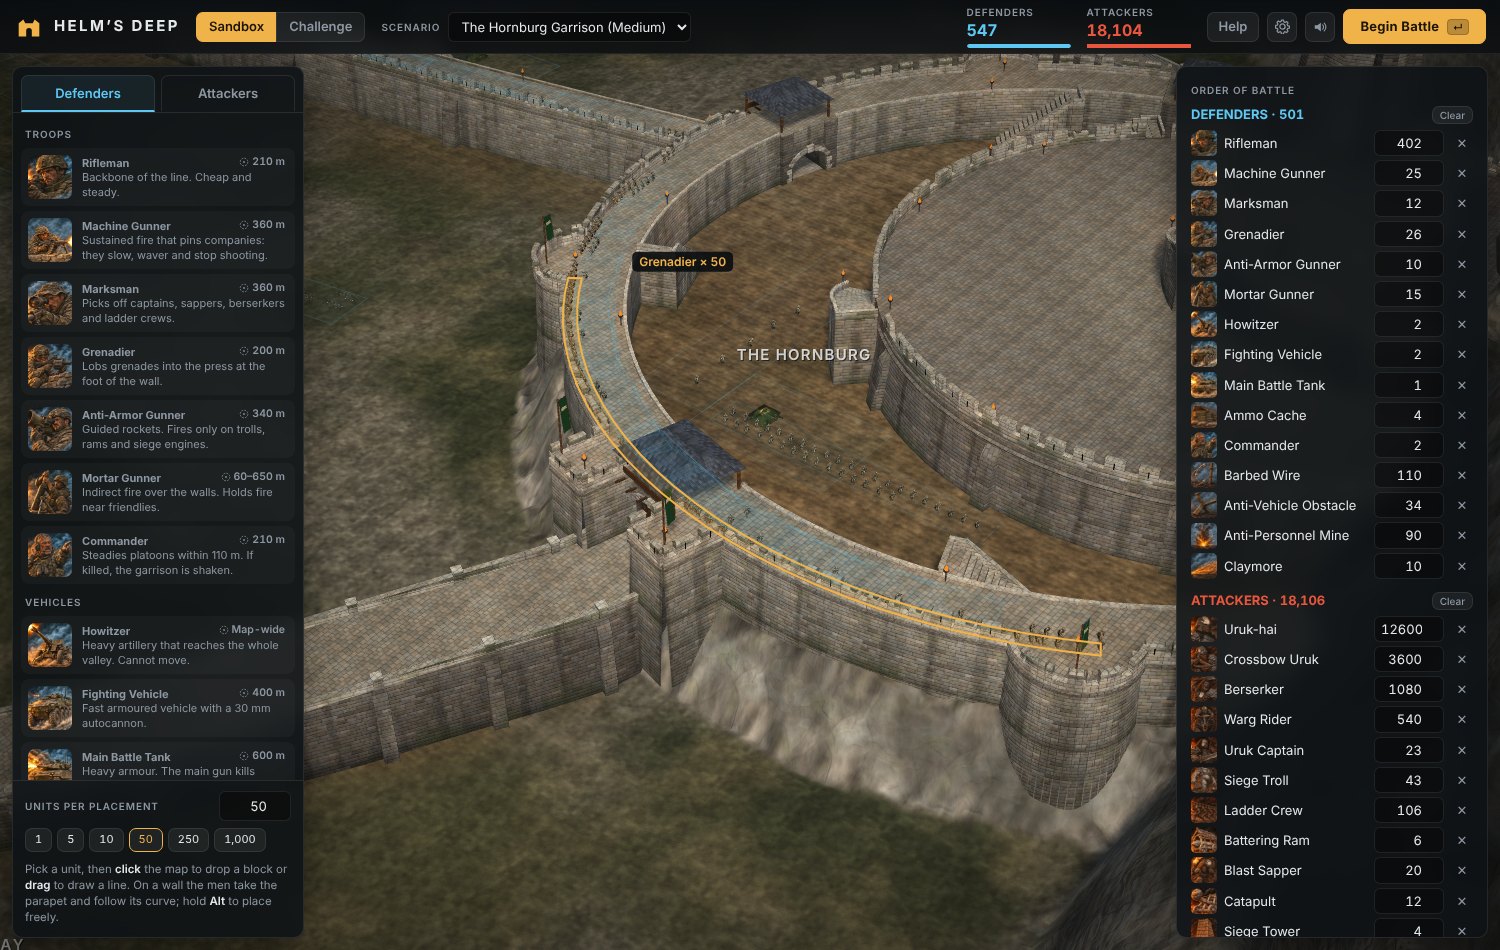 HELM'S DEEP
Sandbox
Challenge
SCENARIO
The Hornburg Garrison (Medium)
DEFENDERS
547
ATTACKERS
18,104
Help
Begin Battle
Defenders
Attackers
TROOPS
Rifleman
210 m
Backbone of the line. Cheap and
steady.
Machine Gunner
360 m
Sustained fire that pins companies:
they slow, waver and stop shooting.
Marksman
360 m
Picks off captains, sappers, berserkers
and ladder crews.
Grenadier
200 m
Lobs grenades into the press at the
foot of the wall.
Anti-Armor Gunner
340 m
Guided rockets. Fires only on trolls,
rams and siege engines.
Mortar Gunner
60–650 m
Indirect fire over the walls. Holds fire
near friendlies.
Commander
210 m
Steadies platoons within 110 m. If
killed, the garrison is shaken.
VEHICLES
Howitzer
Map-wide
Heavy artillery that reaches the whole
valley. Cannot move.
Fighting Vehicle
400 m
Fast armoured vehicle with a 30 mm
autocannon.
Main Battle Tank
600 m
Heavy armour. The main gun kills
UNITS PER PLACEMENT
50
1
5
10
50
250
1,000
Pick a unit, then click the map to drop a block or
drag to draw a line. On a wall the men take the
parapet and follow its curve; hold Alt to place
freely.
AY
Grenadier × 50
THE HORNBURG
ORDER OF BATTLE
DEFENDERS · 501
Clear
Rifleman
402
Machine Gunner
25
Marksman
12
Grenadier
26
Anti-Armor Gunner
10
Mortar Gunner
15
Howitzer
2
Fighting Vehicle
2
Main Battle Tank
1
Ammo Cache
4
Commander
2
Barbed Wire
110
Anti-Vehicle Obstacle
34
Anti-Personnel Mine
90
Claymore
10
ATTACKERS · 18,106
Clear
Uruk-hai
12600
Crossbow Uruk
3600
Berserker
1080
Warg Rider
540
Uruk Captain
23
Siege Troll
43
Ladder Crew
106
Battering Ram
6
Blast Sapper
20
Catapult
12
Siege Tower
4